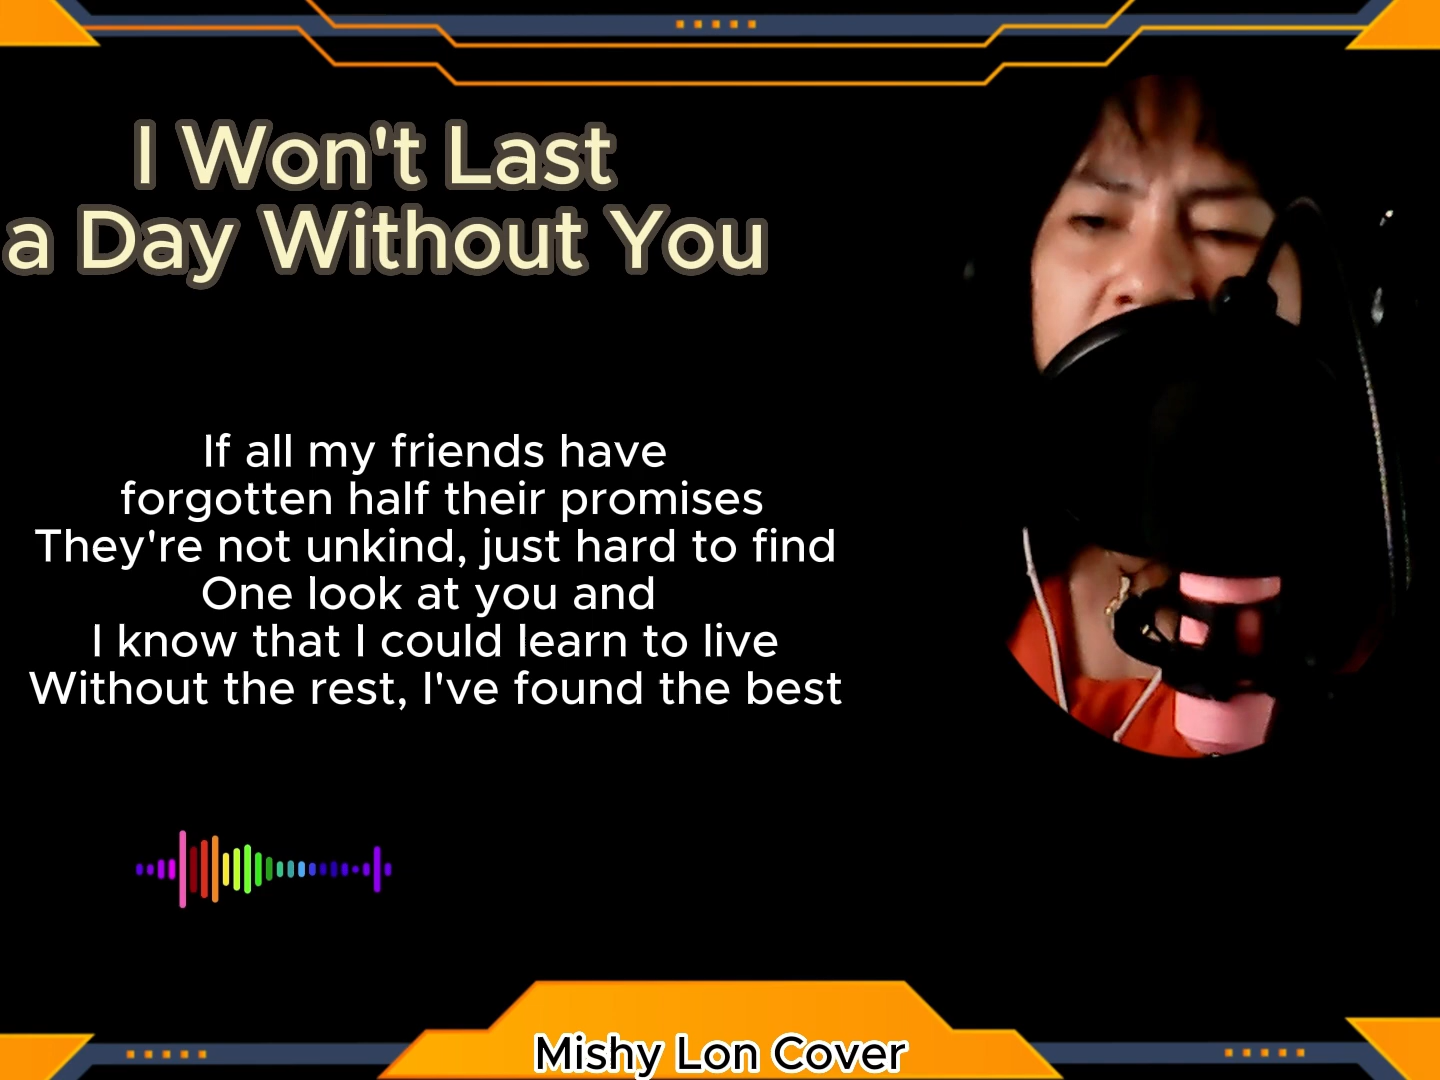 I Won't Last
a Day Without You
If all my friends have
forgotten half their promises
They're not unkind, just hard to find
One look at you and
I know that I could learn to live
Without the rest, I've found the best
Mishy Lon Cover